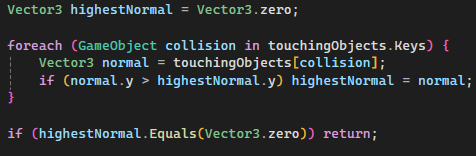 Vector3 highestNormal = Vector3.zero;
foreach (GameObject collision in touchingObjects.Keys) {
Vector3 normal = touchingObjects[collision];
if (normal.y > highestNormal.y) highestNormal = normal;
}
if (highestNormal.Equals(Vector3.zero)) return;